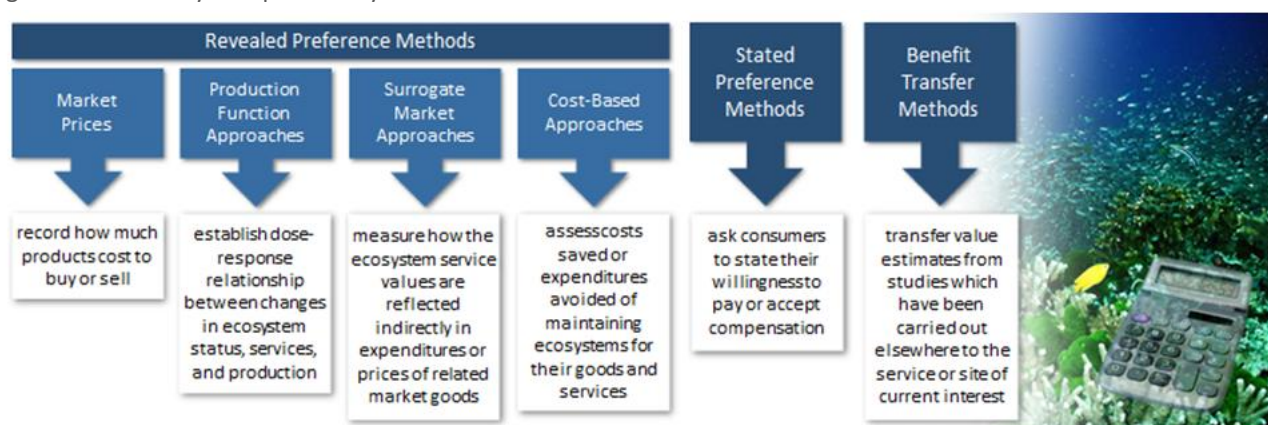 Revealed Preference Methods
Market
Prices
Production
Function
Approaches
Surrogate
Market
Approaches
Cost-Based
Approaches
Stated
Preference
Methods
Benefit
Transfer
Methods
record how much
products cost to
buy or sell
establish dose-
response
relationship
between changes
in ecosystem
status, services,
and production
measure how the
ecosystem service
values are
reflected
indirectly in
expenditures or
prices of related
market goods
assess costs
saved or
expenditures
avoided of
maintaining
ecosystems for
their goods and
services
ask consumers
to state their
willingness to
pay or accept
compensation
transfer value
estimates from
studies which
have been
carried out
elsewhere to the
service or site of
current interest